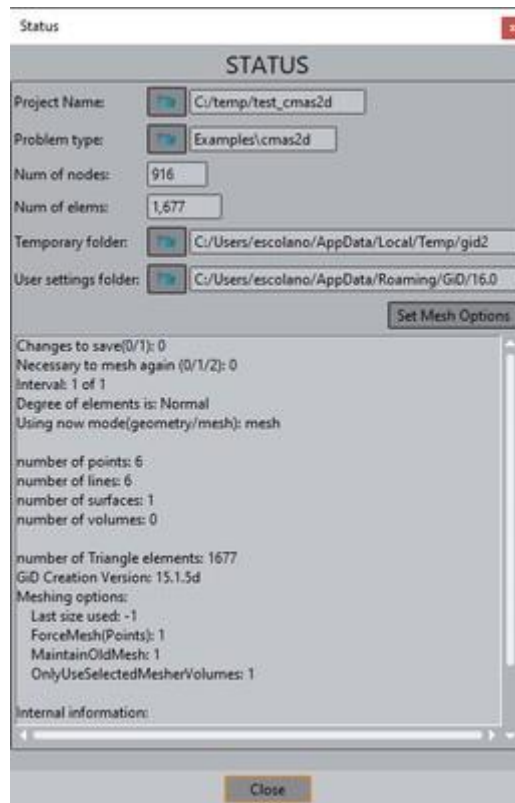 Status
x
STATUS
Project Name: C:/temp/test_cmas2d
Problem type: Examples\cmas2d
Num of nodes: 916
Num of elems: 1,677
Temporary folder: C:/Users/escolano/AppData/Local/Temp/gid2
User settings folder: C:/Users/escolano/AppData/Roaming/GiD/16.0
Set Mesh Options
Changes to save(0/1): 0
Necessary to mesh again (0/1/2): 0
Interval: 1 of 1
Degree of elements is: Normal
Using now mode(geometry/mesh): mesh
number of points: 6
number of lines: 6
number of surfaces: 1
number of volumes: 0
number of Triangle elements: 1677
GiD Creation Version: 15.1.5d
Meshing options:
Last size used: -1
ForceMesh(Points): 1
MaintainOldMesh: 1
OnlyUseSelectedMesherVolumes: 1
Internal information:
Close